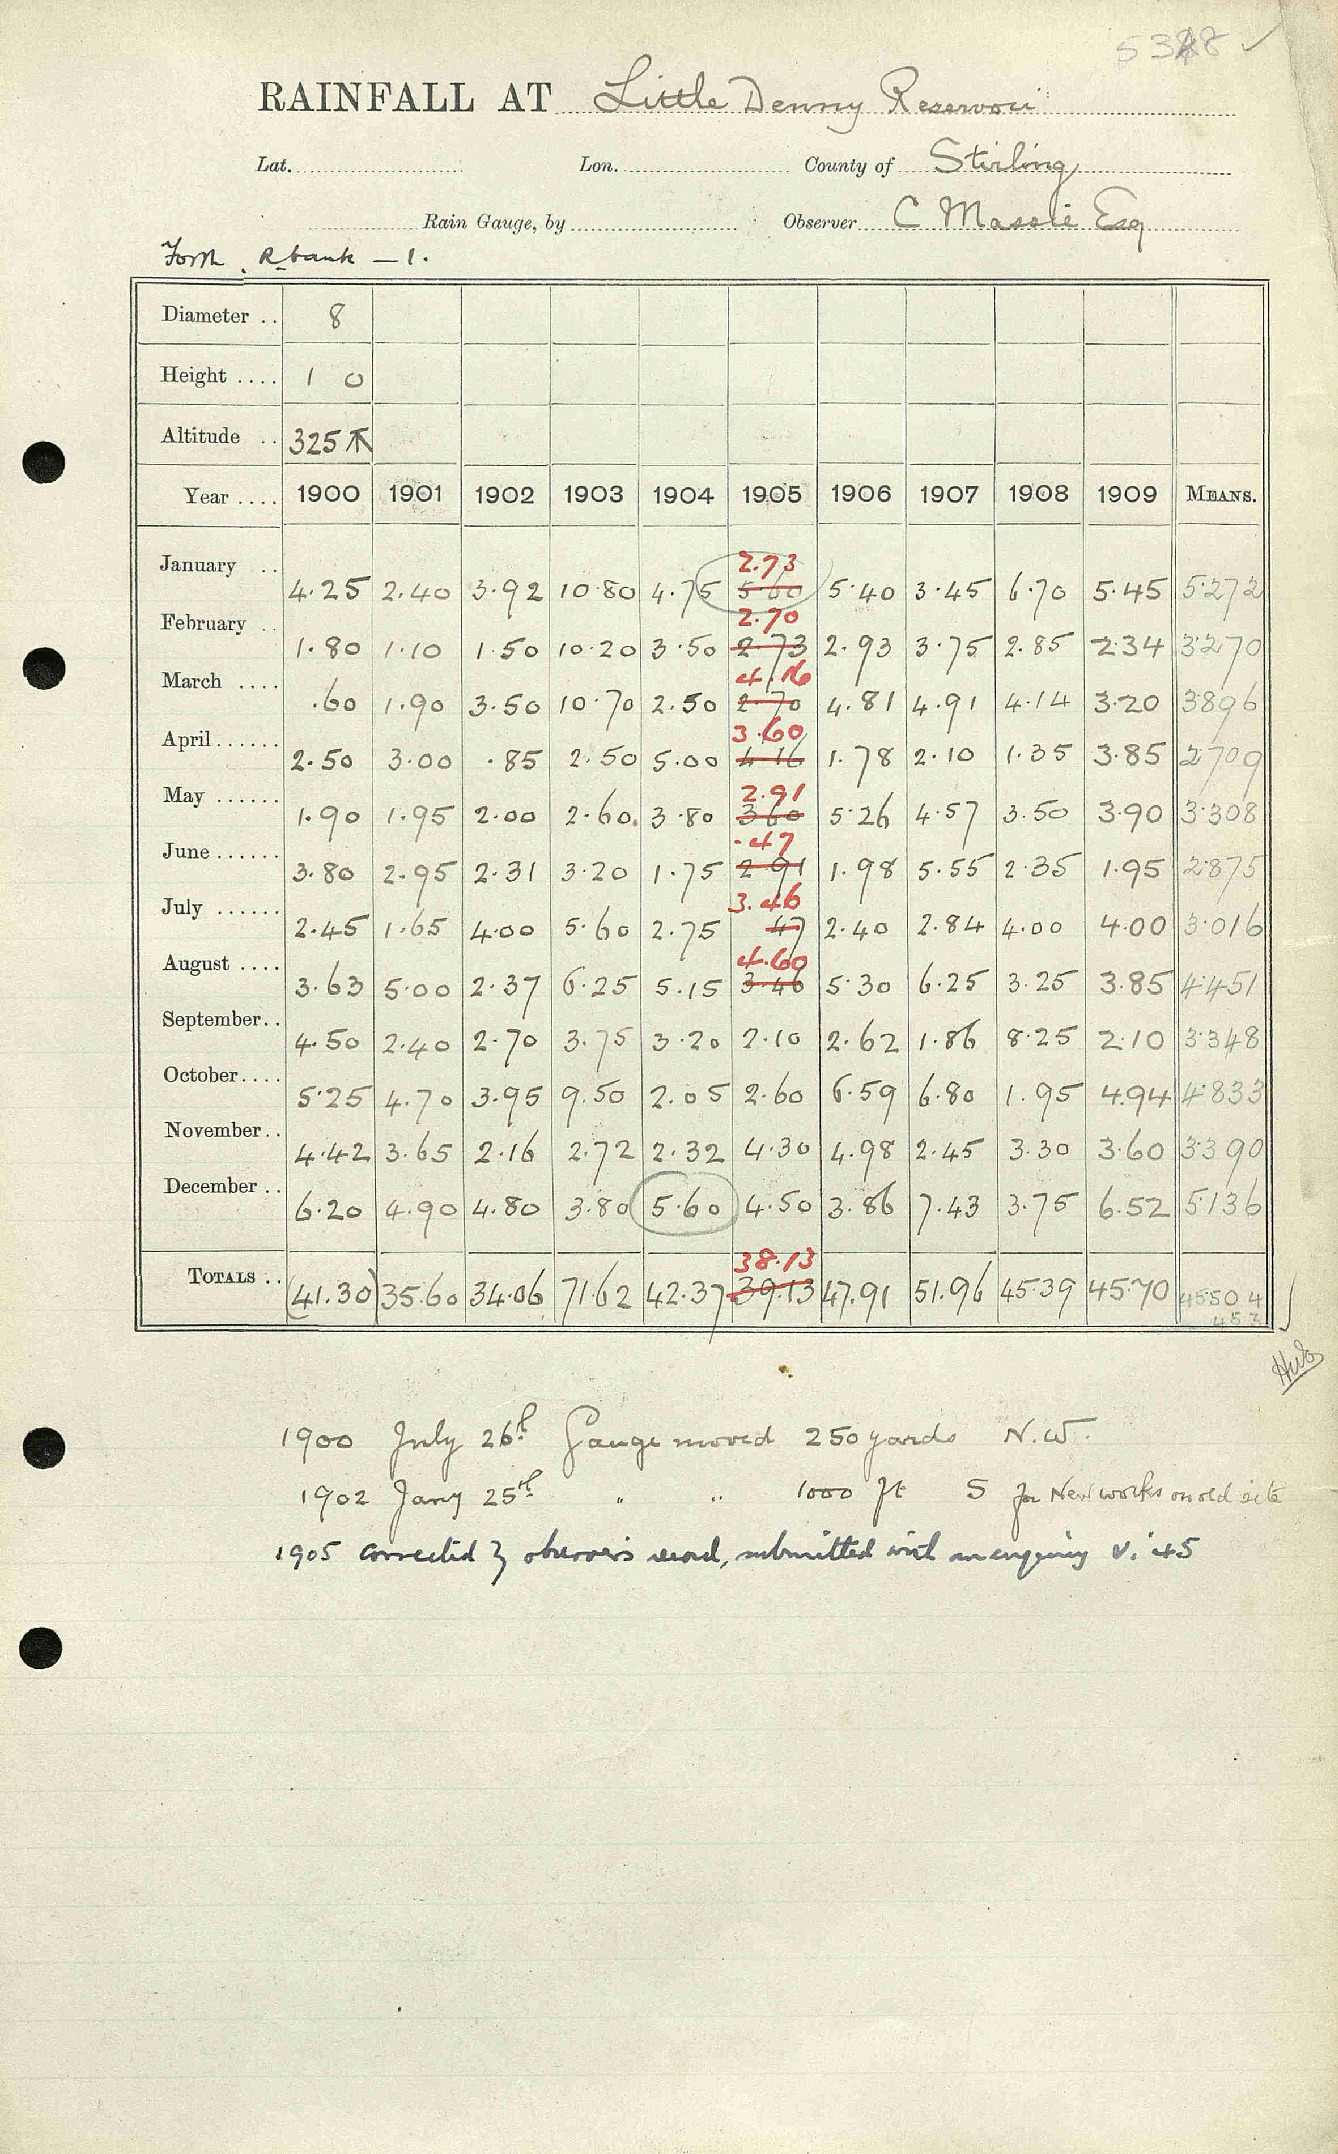 5388 ✓
RAINFALL AT Little Denny Reservoir
Lat. Lon. County of Stirling
Rain Gauge, by Observer C Massie Esq
Forth R. bank — 1.
Diameter .. 8
Height .... 1 0
Altitude .. 325 ft
Year .... 1900 1901 1902 1903 1904 1905 1906 1907 1908 1909 MEANS.
2.73
January .. 4.25 2.40 3.92 10.80 4.75 5.60 5.40 3.45 6.70 5.45 5.272
2.70
February .. 1.80 1.10 1.50 10.20 3.50 2.73 2.93 3.75 2.85 2.34 3.270
4.16
March .... .60 1.90 3.50 10.70 2.50 2.70 4.81 4.91 4.14 3.20 3.896
3.60
April ...... 2.50 3.00 .85 2.50 5.00 4.16 1.78 2.10 1.35 3.85 2.709
2.91
May ...... 1.90 1.95 2.00 2.60 3.80 3.60 5.26 4.57 3.50 3.90 3.308
.47
June ...... 3.80 2.95 2.31 3.20 1.75 2.91 1.98 5.55 2.35 1.95 2.875
3.46
July ...... 2.45 1.65 4.00 5.60 2.75 .47 2.40 2.84 4.00 4.00 3.016
4.60
August .... 3.63 5.00 2.37 6.25 5.15 3.46 5.30 6.25 3.25 3.85 4.451
September .. 4.50 2.40 2.70 3.75 3.20 2.10 2.62 1.86 8.25 2.10 3.348
October .... 5.25 4.70 3.95 9.50 2.05 2.60 6.59 6.80 1.95 4.94 4.833
November .. 4.42 3.65 2.16 2.72 2.32 4.30 4.98 2.45 3.30 3.60 3.390
December .. 6.20 4.90 4.80 3.80 5.60 4.50 3.86 7.43 3.75 6.52 5.136
38.13
TOTALS .. (41.30) 35.60 34.06 71.62 42.37 39.13 47.91 51.96 45.39 45.70 45.504
453
1900 July 26th Gauge moved 250 yards N.W.
1902 Jany 25th " " 1000 ft S for New works on old site
1905 corrected by observer's record, submitted with an enquiry v. '45